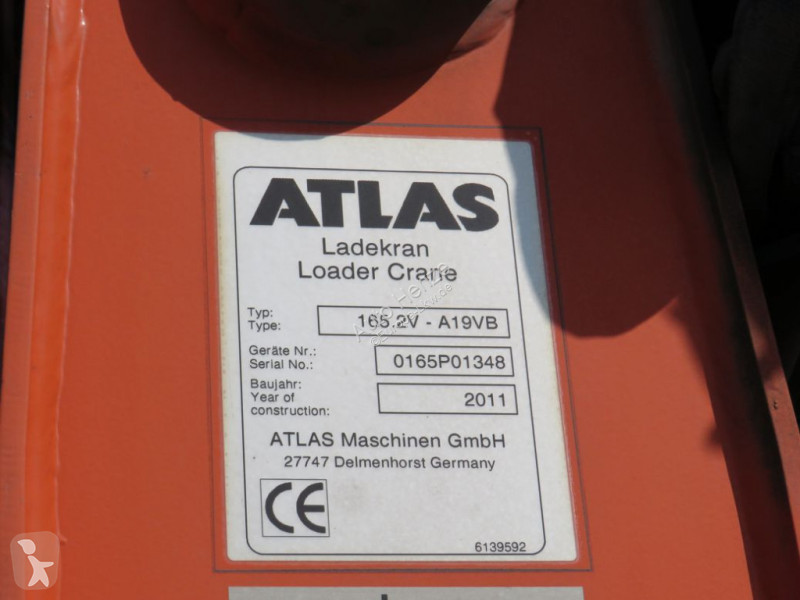 ATLAS
Ladekran
Loader Crane
Typ:
Type:
165.2V - A19VB
Geräte Nr.:
Serial No.:
0165P01348
Baujahr:
Year of
construction:
2011
ATLAS Maschinen GmbH
27747 Delmenhorst Germany
CE
6139592